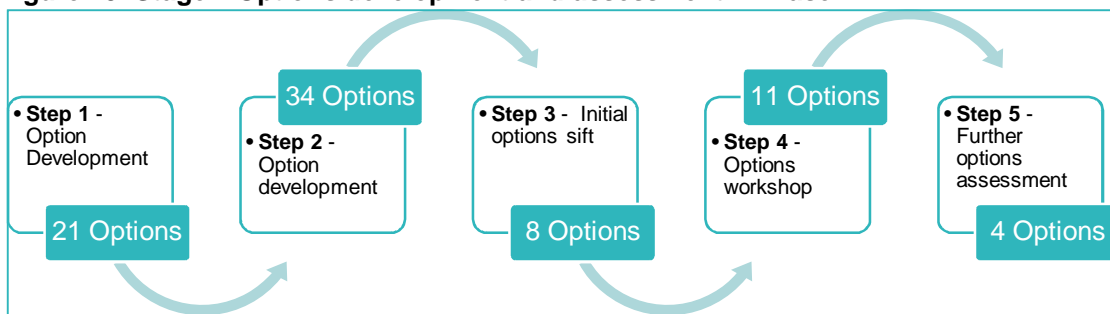 • Step 1 -
Option
Development
21 Options
34 Options
• Step 2 -
Option
development
• Step 3 - Initial
options sift
8 Options
11 Options
• Step 4 -
Options
workshop
• Step 5 -
Further
options
assessment
4 Options